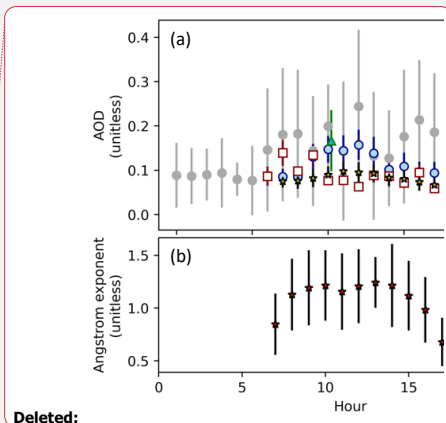 (a)
0.4
0.3
0.2
0.1
0.0
AOD
(unitless)
(b)
1.5
1.0
0.5
Angstrom exponent
(unitless)
0 5 10 15
Hour
Deleted: